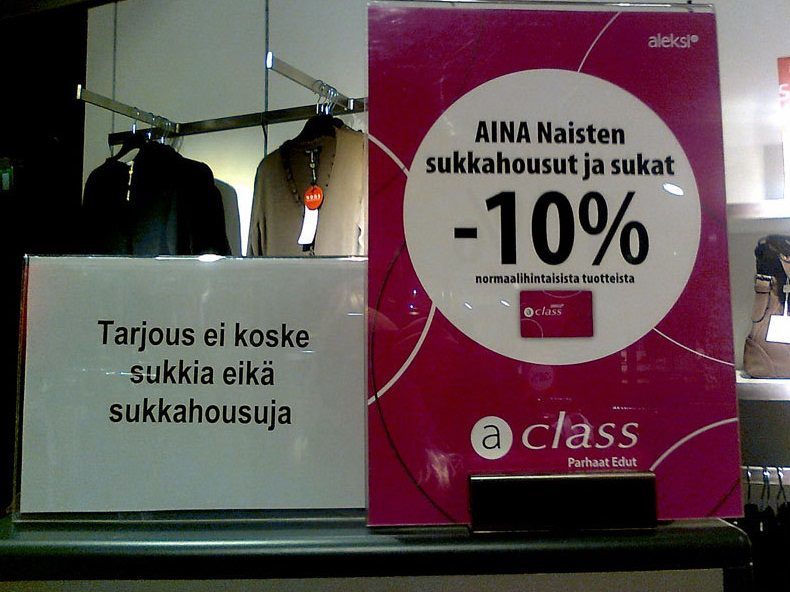 aleksi
AINA Naisten
sukkahousut ja sukat
-10%
normaalihintaisista tuotteista
a class
a class
Parhaat Edut
Tarjous ei koske
sukkia eikä
sukkahousuja